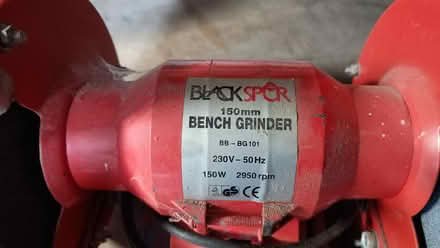 BLACKSPUR
150mm
BENCH GRINDER
BB-BG101
230V~50Hz
150W 2950 rpm
CE